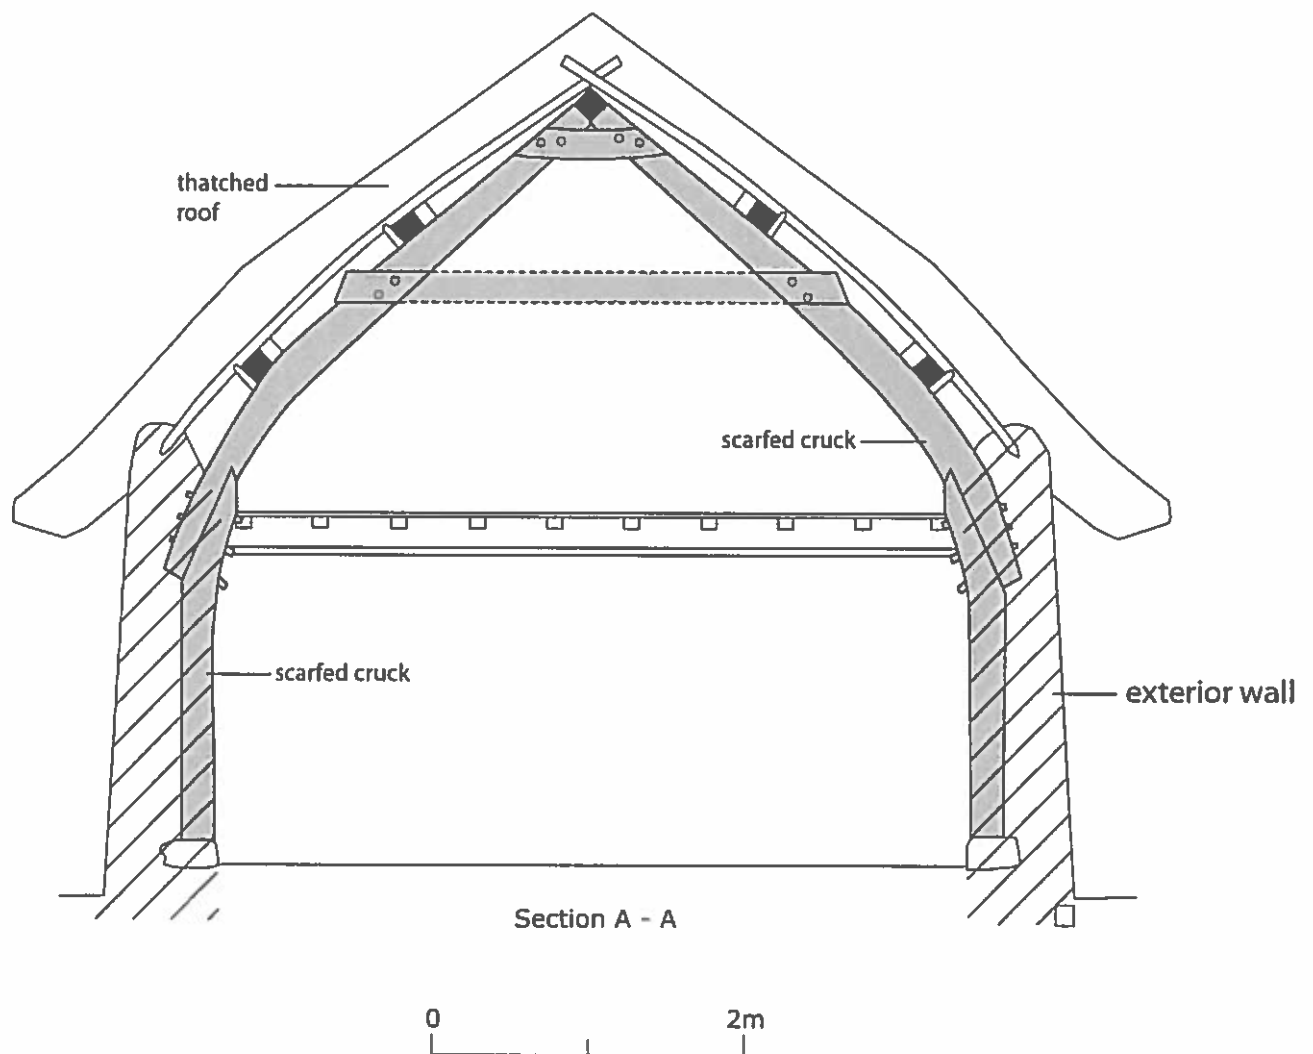 thatched
roof
scarfed cruck
scarfed cruck
exterior wall
Section A - A
0 2m